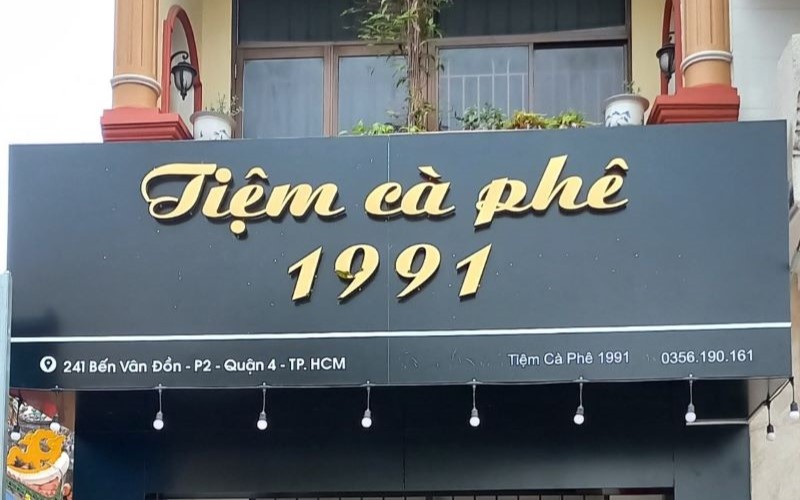 Tiệm cà phê
1991
241 Bến Vân Đồn - P2 - Quận 4 - TP. HCM
Tiệm Cà Phê 1991 0356.190.161